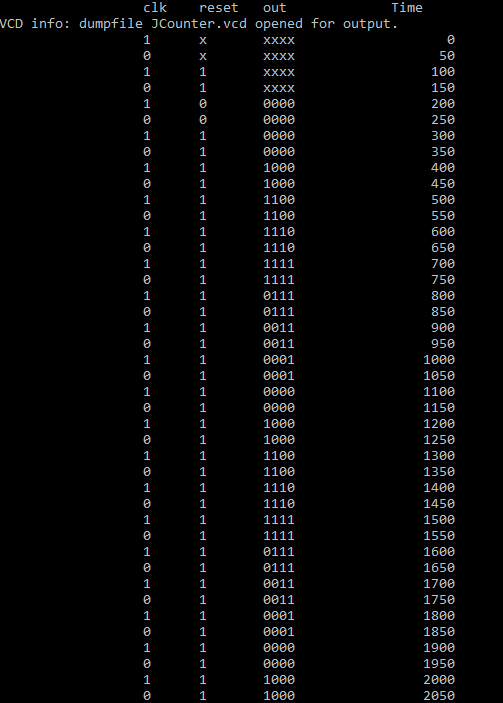 clk reset out Time
VCD info: dumpfile JCounter.vcd opened for output.
1 x xxxx 0
0 x xxxx 50
1 1 xxxx 100
0 1 xxxx 150
1 0 0000 200
0 0 0000 250
1 1 0000 300
0 1 0000 350
1 1 1000 400
0 1 1000 450
1 1 1100 500
0 1 1100 550
1 1 1110 600
0 1 1110 650
1 1 1111 700
0 1 1111 750
1 1 0111 800
0 1 0111 850
1 1 0011 900
0 1 0011 950
1 1 0001 1000
0 1 0001 1050
1 1 0000 1100
0 1 0000 1150
1 1 1000 1200
0 1 1000 1250
1 1 1100 1300
0 1 1100 1350
1 1 1110 1400
0 1 1110 1450
1 1 1111 1500
0 1 1111 1550
1 1 0111 1600
0 1 0111 1650
1 1 0011 1700
0 1 0011 1750
1 1 0001 1800
0 1 0001 1850
1 1 0000 1900
0 1 0000 1950
1 1 1000 2000
0 1 1000 2050